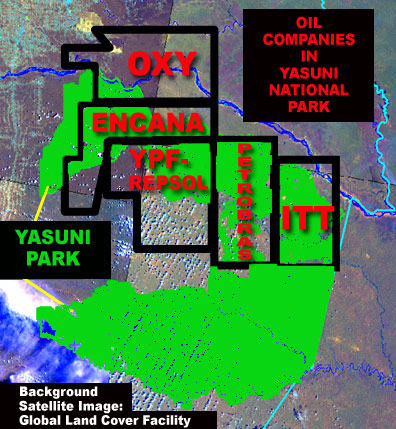 OIL
COMPANIES
IN
YASUNI
NATIONAL
PARK
OXY
ENCANA
YPF-
REPSOL
PETROBRAS
ITT
YASUNI
PARK
Background
Satellite Image:
Global Land Cover Facility